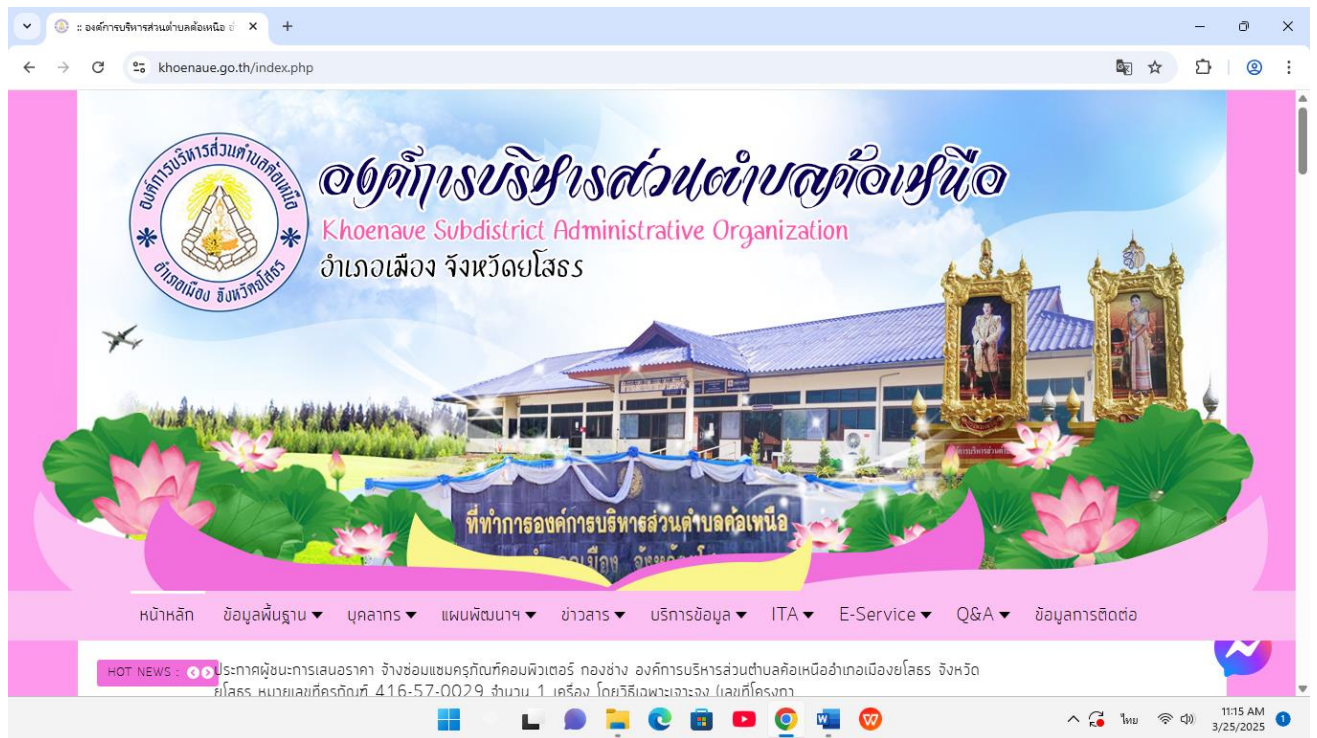 :: องค์การบริหารส่วนตำบลค้อเหนือ
khoenaue.go.th/index.php
องค์การบริหารส่วนตำบลค้อเหนือ
อำเภอเมือง จังหวัดยโสธร
องค์การบริหารส่วนตำบลค้อเหนือ
Khoenaue Subdistrict Administrative Organization
อำเภอเมือง จังหวัดยโสธร
ที่ทำการองค์การบริหารส่วนตำบลค้อเหนือ
หน้าหลัก ข้อมูลพื้นฐาน บุคลากร แผนพัฒนาฯ ข่าวสาร บริการข้อมูล ITA E-Service Q&A ข้อมูลการติดต่อ
HOT NEWS : ประกาศผู้ชนะการเสนอราคา จ้างซ่อมแซมครุภัณฑ์คอมพิวเตอร์ กองช่าง องค์การบริหารส่วนตำบลค้อเหนืออำเภอเมืองยโสธร จังหวัด
ยโสธร หมายเลขที่ครุภัณฑ์ 416-57-0029 จำนวน 1 เครื่อง โดยวิธีเฉพาะเจาะจง (เลขที่โครงกา
ไทย
11:15 AM
3/25/2025
1